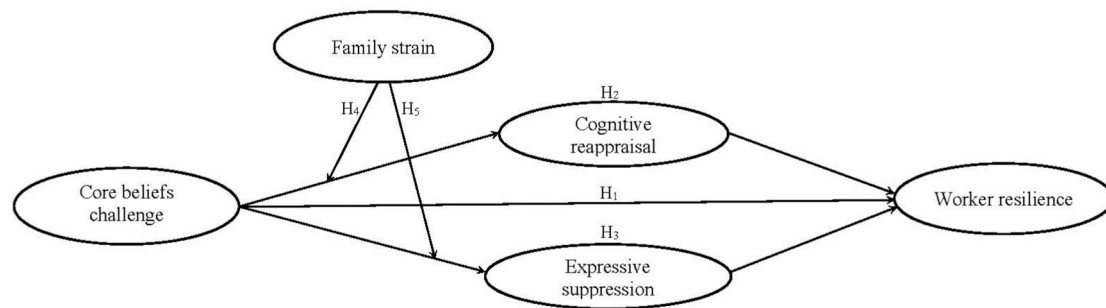 Family strain
H₄
H₅
H₂
Cognitive
reappraisal
Core beliefs
challenge
H₁
Worker resilience
H₃
Expressive
suppression